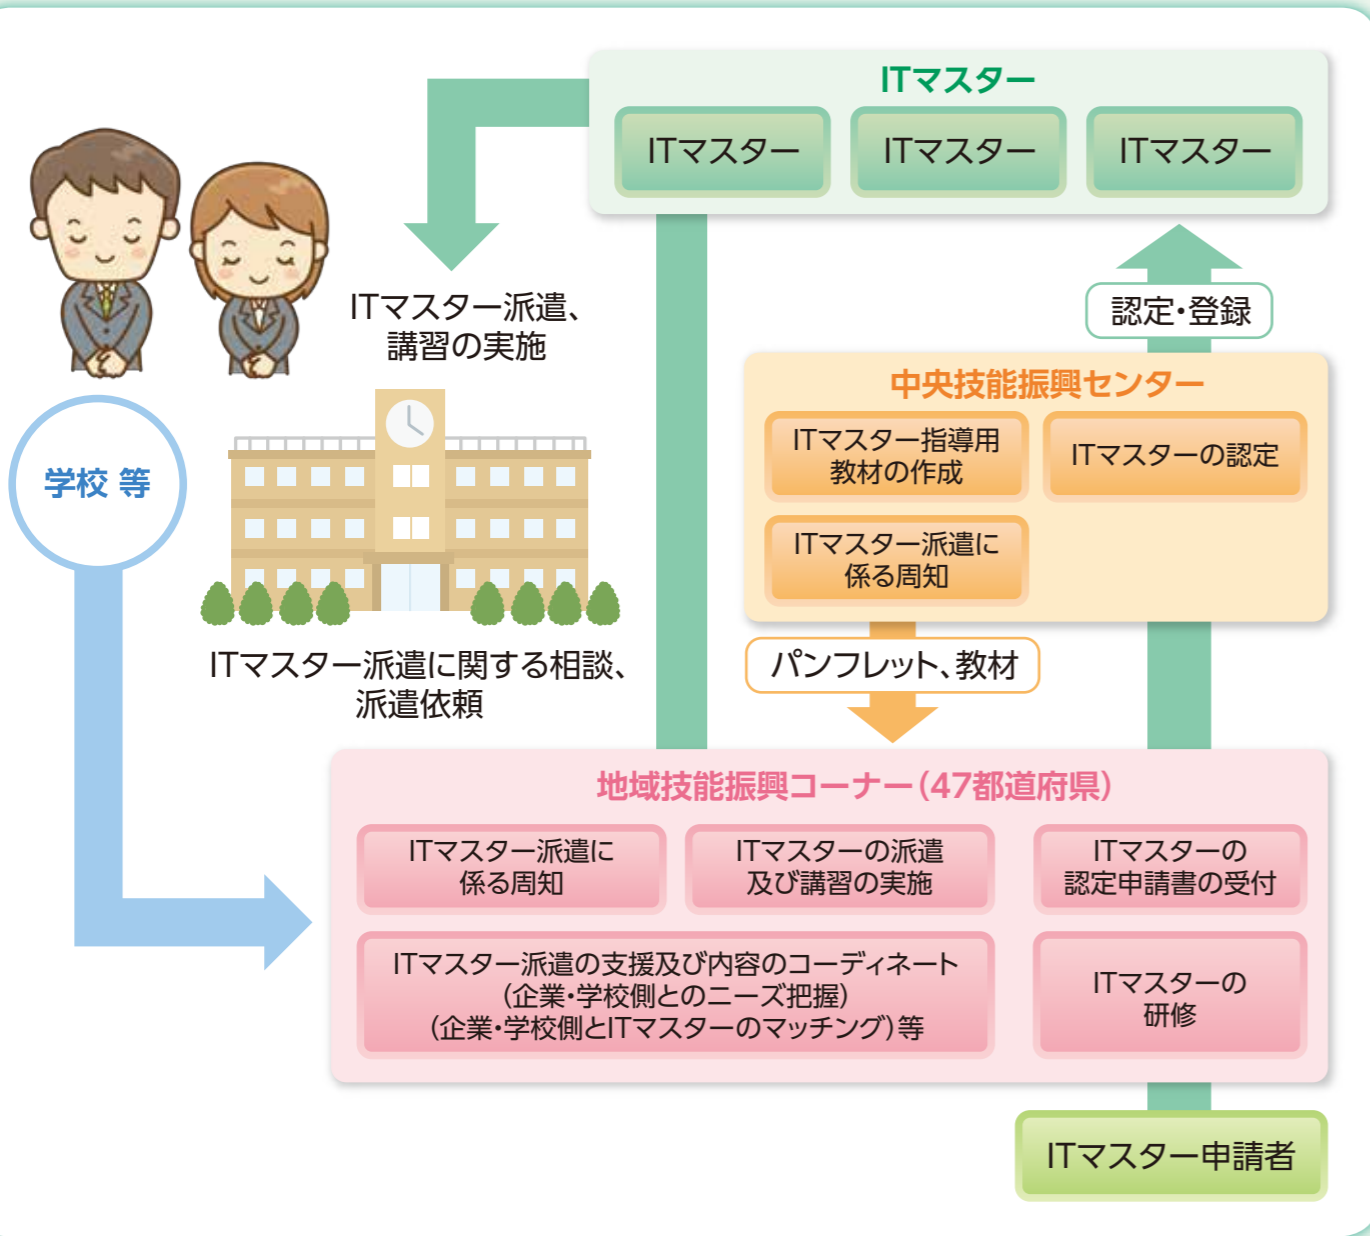 ITマスター
ITマスター
ITマスター
ITマスター
ITマスター派遣、
講習の実施
認定・登録
中央技能振興センター
ITマスター指導用
教材の作成
ITマスターの認定
ITマスター派遣に
係る周知
学校 等
パンフレット、教材
ITマスター派遣に関する相談、
派遣依頼
地域技能振興コーナー(47都道府県)
ITマスター派遣に
係る周知
ITマスターの派遣
及び講習の実施
ITマスターの
認定申請書の受付
ITマスター派遣の支援及び内容のコーディネート
(企業・学校側とのニーズ把握)
(企業・学校側とITマスターのマッチング)等
ITマスターの
研修
ITマスター申請者